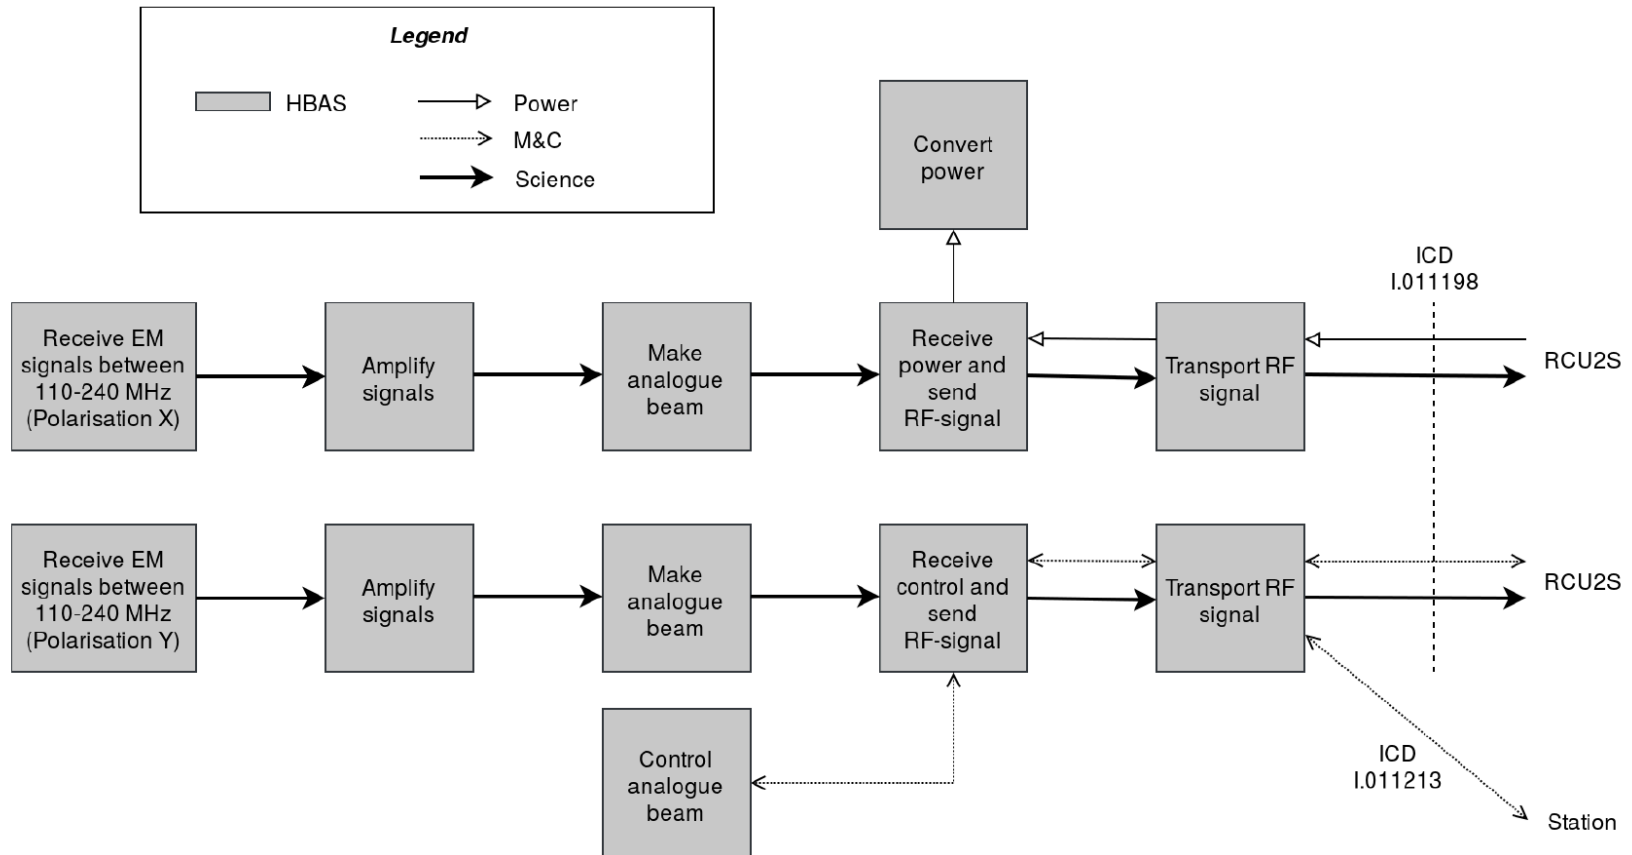 Legend
HBAS
Power
M&C
Science
Convert
power
ICD
I.011198
Receive EM
signals between
110-240 MHz
(Polarisation X)
Amplify
signals
Make
analogue
beam
Receive
power and
send
RF-signal
Transport RF
signal
RCU2S
Receive EM
signals between
110-240 MHz
(Polarisation Y)
Amplify
signals
Make
analogue
beam
Receive
control and
send
RF-signal
Transport RF
signal
RCU2S
Control
analogue
beam
ICD
I.011213
Station